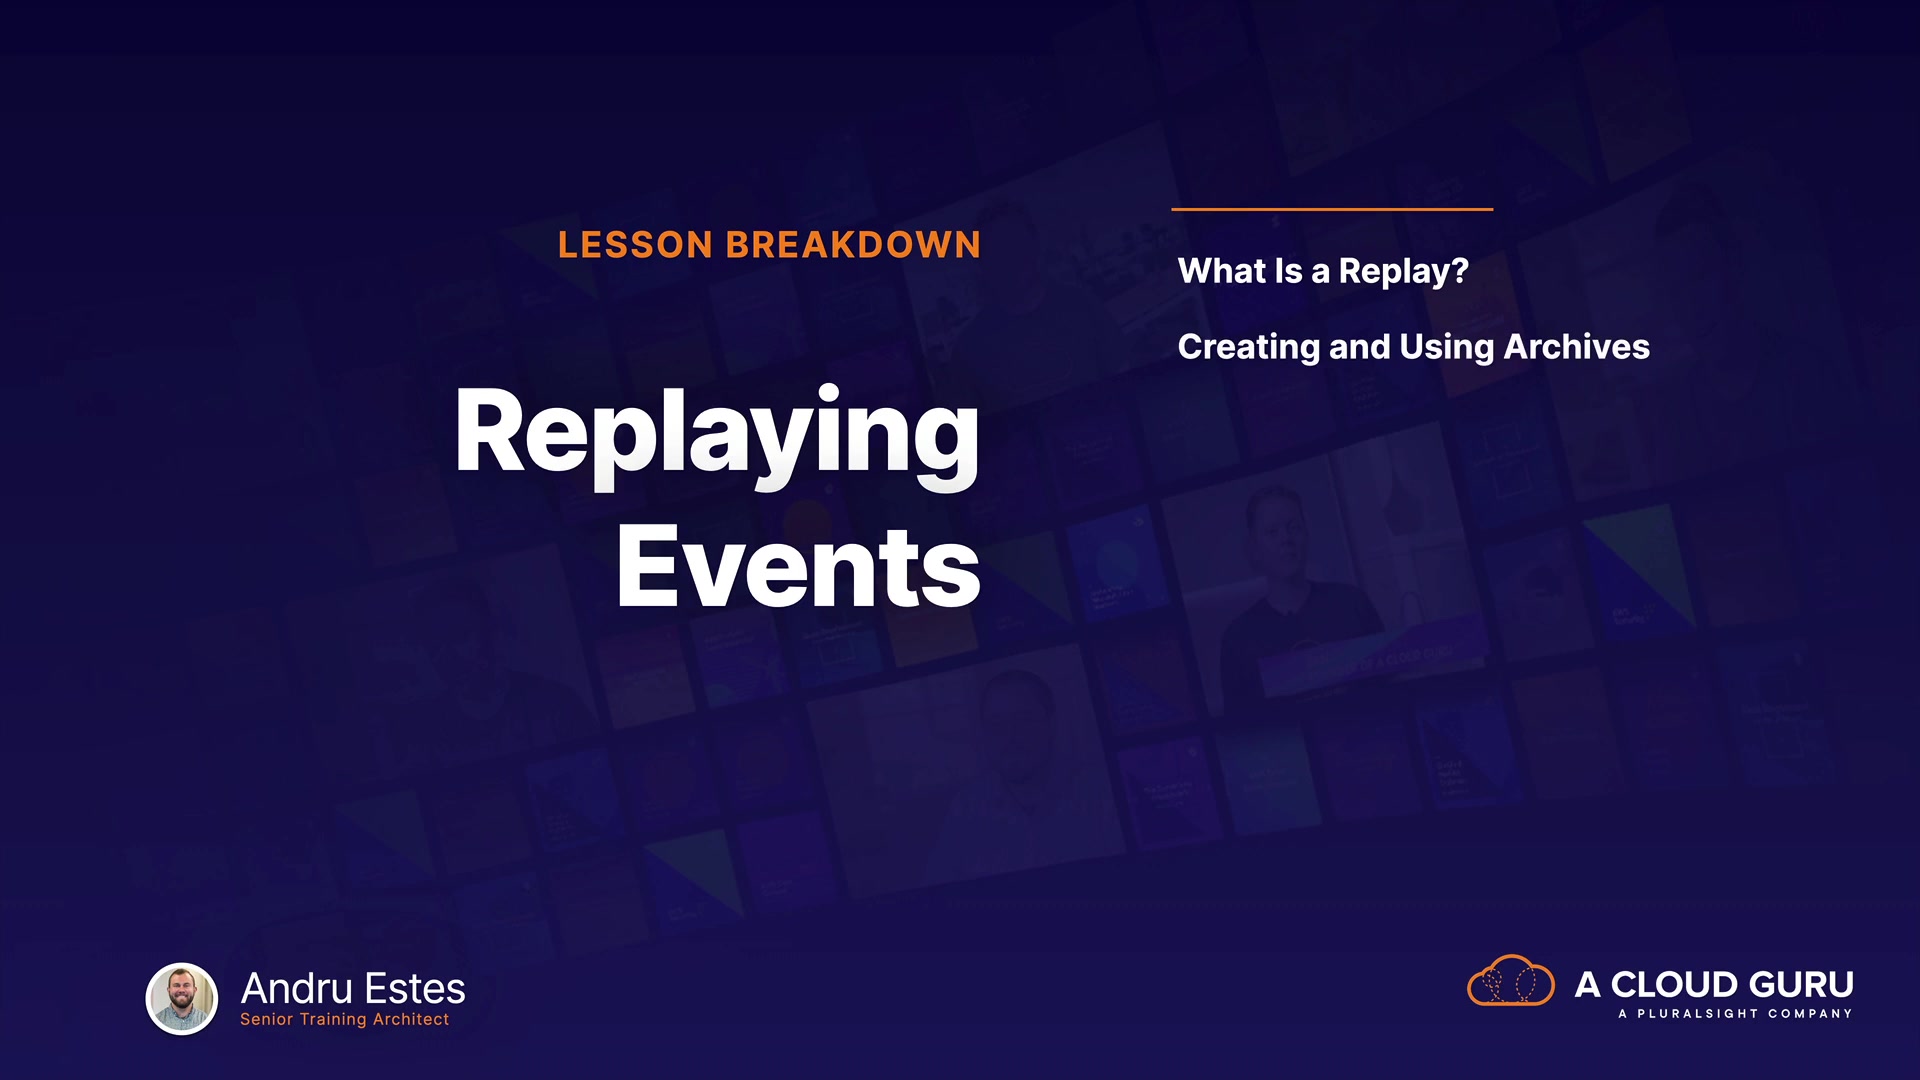 LESSON BREAKDOWN
Replaying
Events
What Is a Replay?
Creating and Using Archives
Andru Estes
Senior Training Architect
A CLOUD GURU
A PLURALSIGHT COMPANY